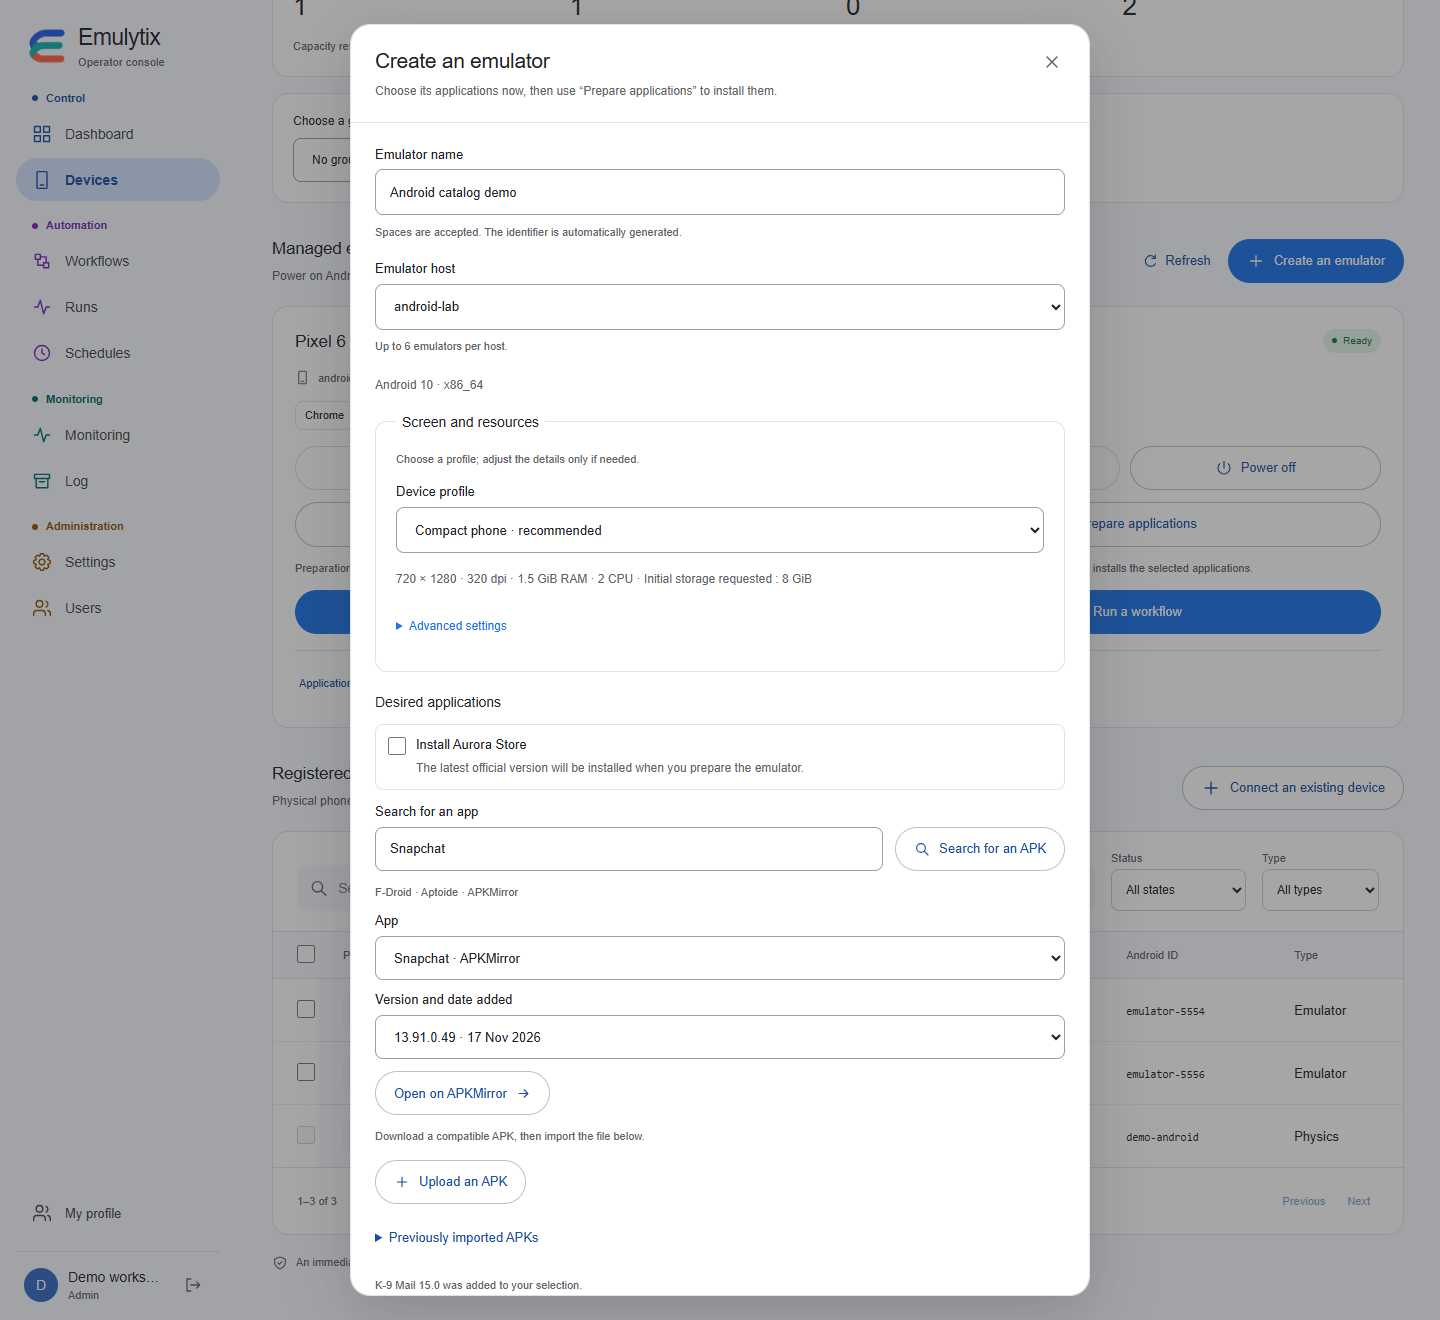 Emulytix
Operator console
Control
Dashboard
Devices
Automation
Workflows
Runs
Schedules
Monitoring
Monitoring
Log
Administration
Settings
Users
My profile
D
Demo works…
Admin
1
1
0
2
Capacity
Choose a
No
Managed
Power on
Refresh
Create an emulator
Pixel 6
Ready
Chrome
Power off
applications
Preparation
installs the selected applications.
Run a workflow
Registered
Physical
Connect an existing device
Status
Type
All states
All types
Android ID
Type
emulator-5554
Emulator
emulator-5556
Emulator
demo-android
Physics
1–3 of 3
Previous
Next
An
Create an emulator
Choose its applications now, then use “Prepare applications” to install them.
Emulator name
Android catalog demo
Spaces are accepted. The identifier is automatically generated.
Emulator host
android-lab
Up to 6 emulators per host.
Android 10 · x86_64
Screen and resources
Choose a profile; adjust the details only if needed.
Device profile
Compact phone · recommended
720 × 1280 · 320 dpi · 1.5 GiB RAM · 2 CPU · Initial storage requested : 8 GiB
Advanced settings
Desired applications
Install Aurora Store
The latest official version will be installed when you prepare the emulator.
Search for an app
Snapchat
Search for an APK
F-Droid · Aptoide · APKMirror
App
Snapchat · APKMirror
Version and date added
13.91.0.49 · 17 Nov 2026
Open on APKMirror
Download a compatible APK, then import the file below.
Upload an APK
Previously imported APKs
K-9 Mail 15.0 was added to your selection.